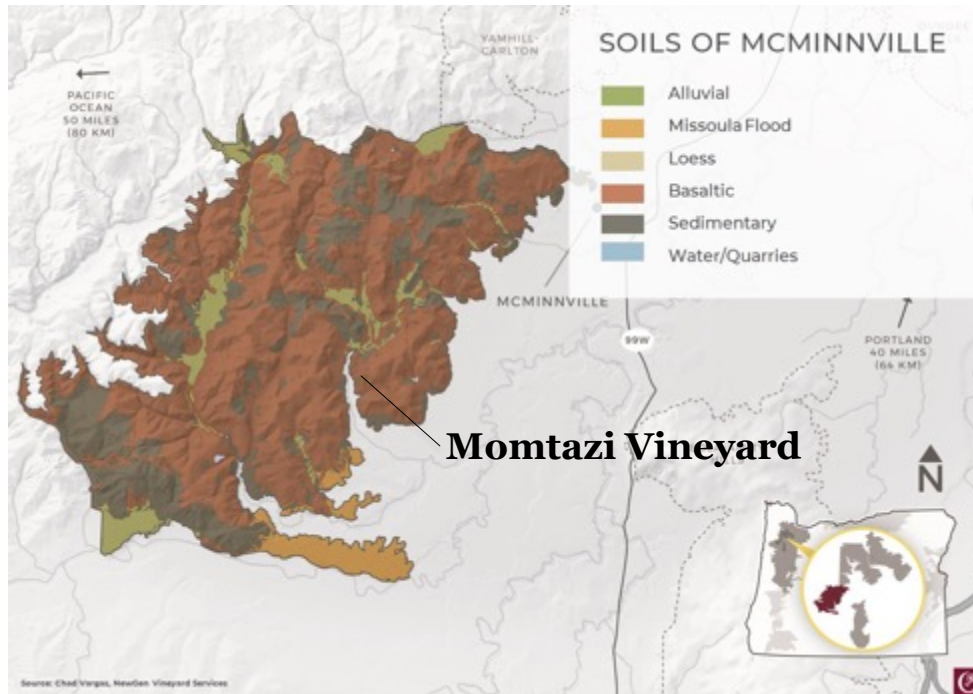 YAMHILL-
CARLTON
SOILS OF MCMINNVILLE
PACIFIC
OCEAN
50 MILES
(80 KM)
Alluvial
Missoula Flood
Loess
Basaltic
Sedimentary
Water/Quarries
MCMINNVILLE
99W
PORTLAND
40 MILES
(64 KM)
Momtazi Vineyard
N
Source: Chad Vargas, NewGen Vineyard Services